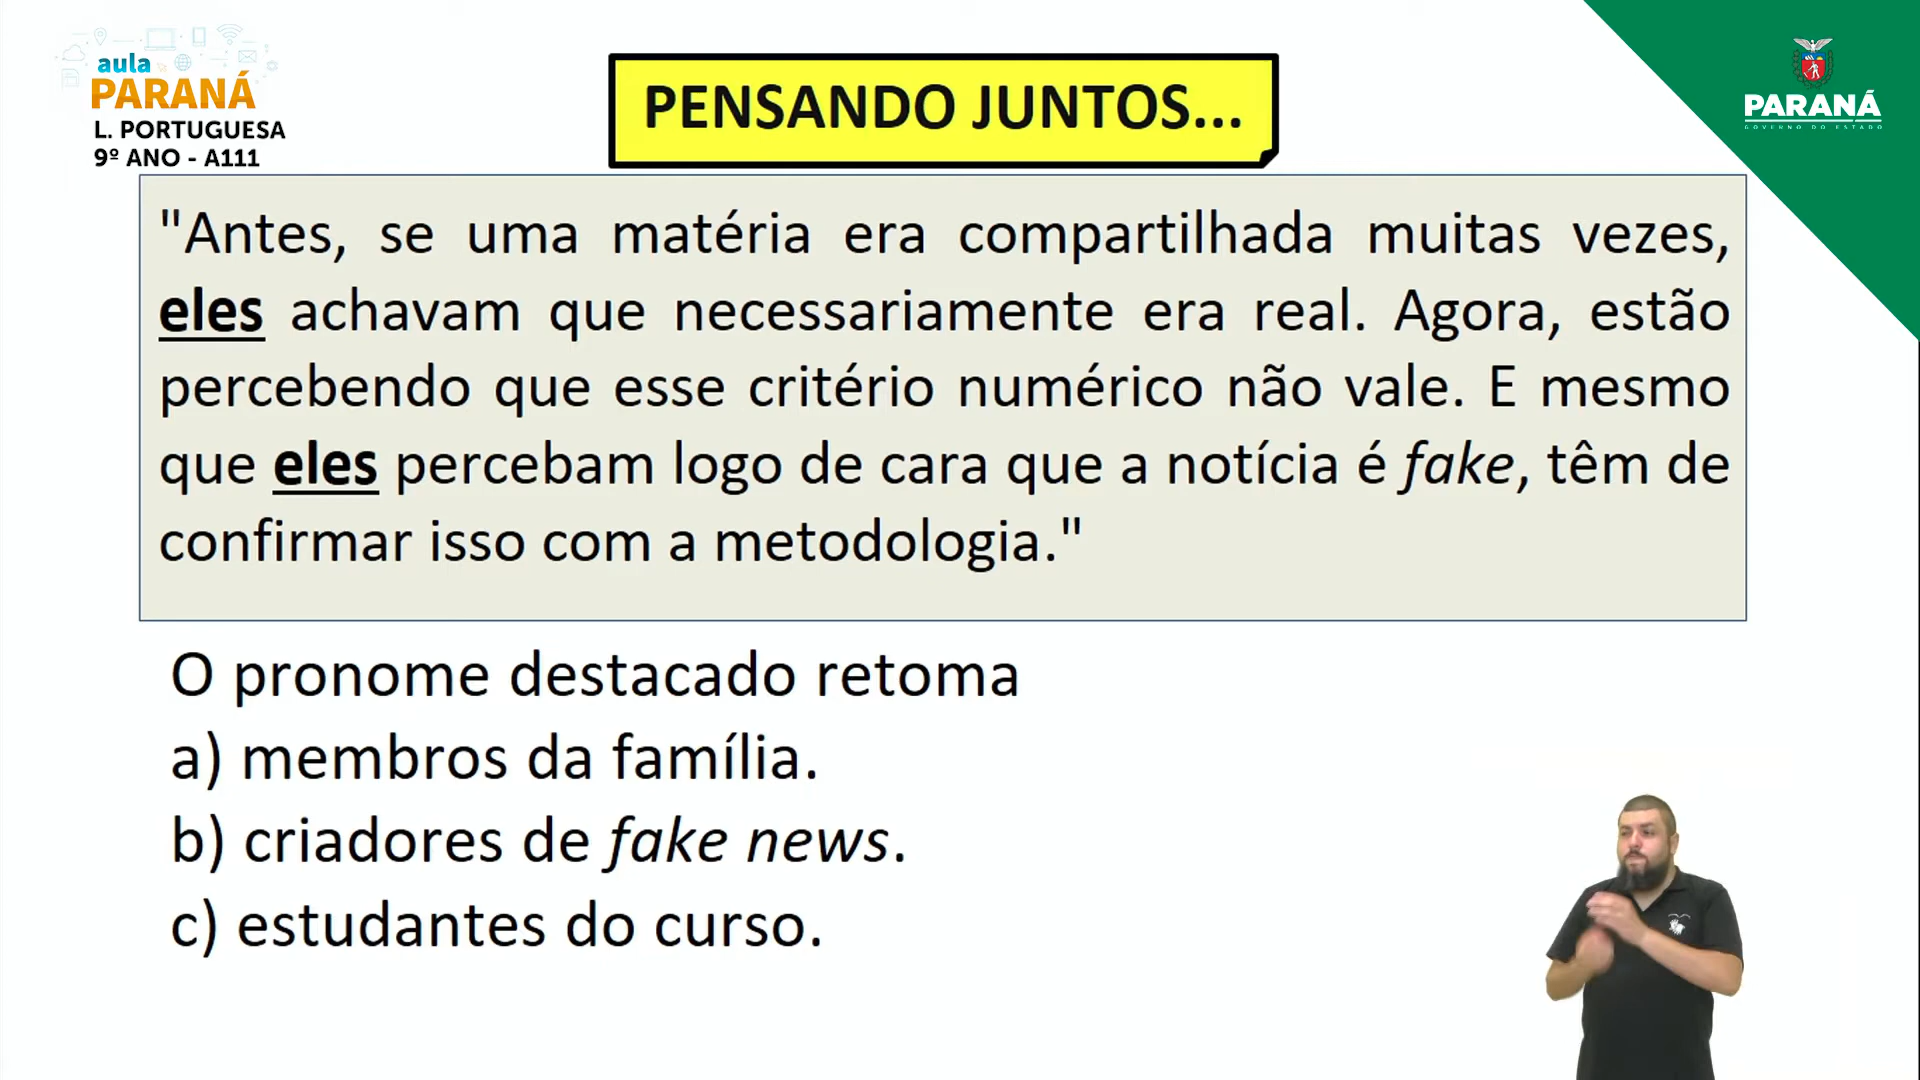 aula
PARANÁ
L. PORTUGUESA
9º ANO - A111
PENSANDO JUNTOS...
PARANÁ
GOVERNO DO ESTADO
"Antes, se uma matéria era compartilhada muitas vezes,
eles achavam que necessariamente era real. Agora, estão
percebendo que esse critério numérico não vale. E mesmo
que eles percebam logo de cara que a notícia é fake, têm de
confirmar isso com a metodologia."
O pronome destacado retoma
a) membros da família.
b) criadores de fake news.
c) estudantes do curso.